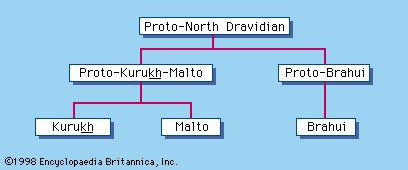 Proto-North Dravidian
Proto-Kurukh-Malto
Proto-Brahui
Kurukh
Malto
Brahui
©1998 Encyclopaedia Britannica, Inc.